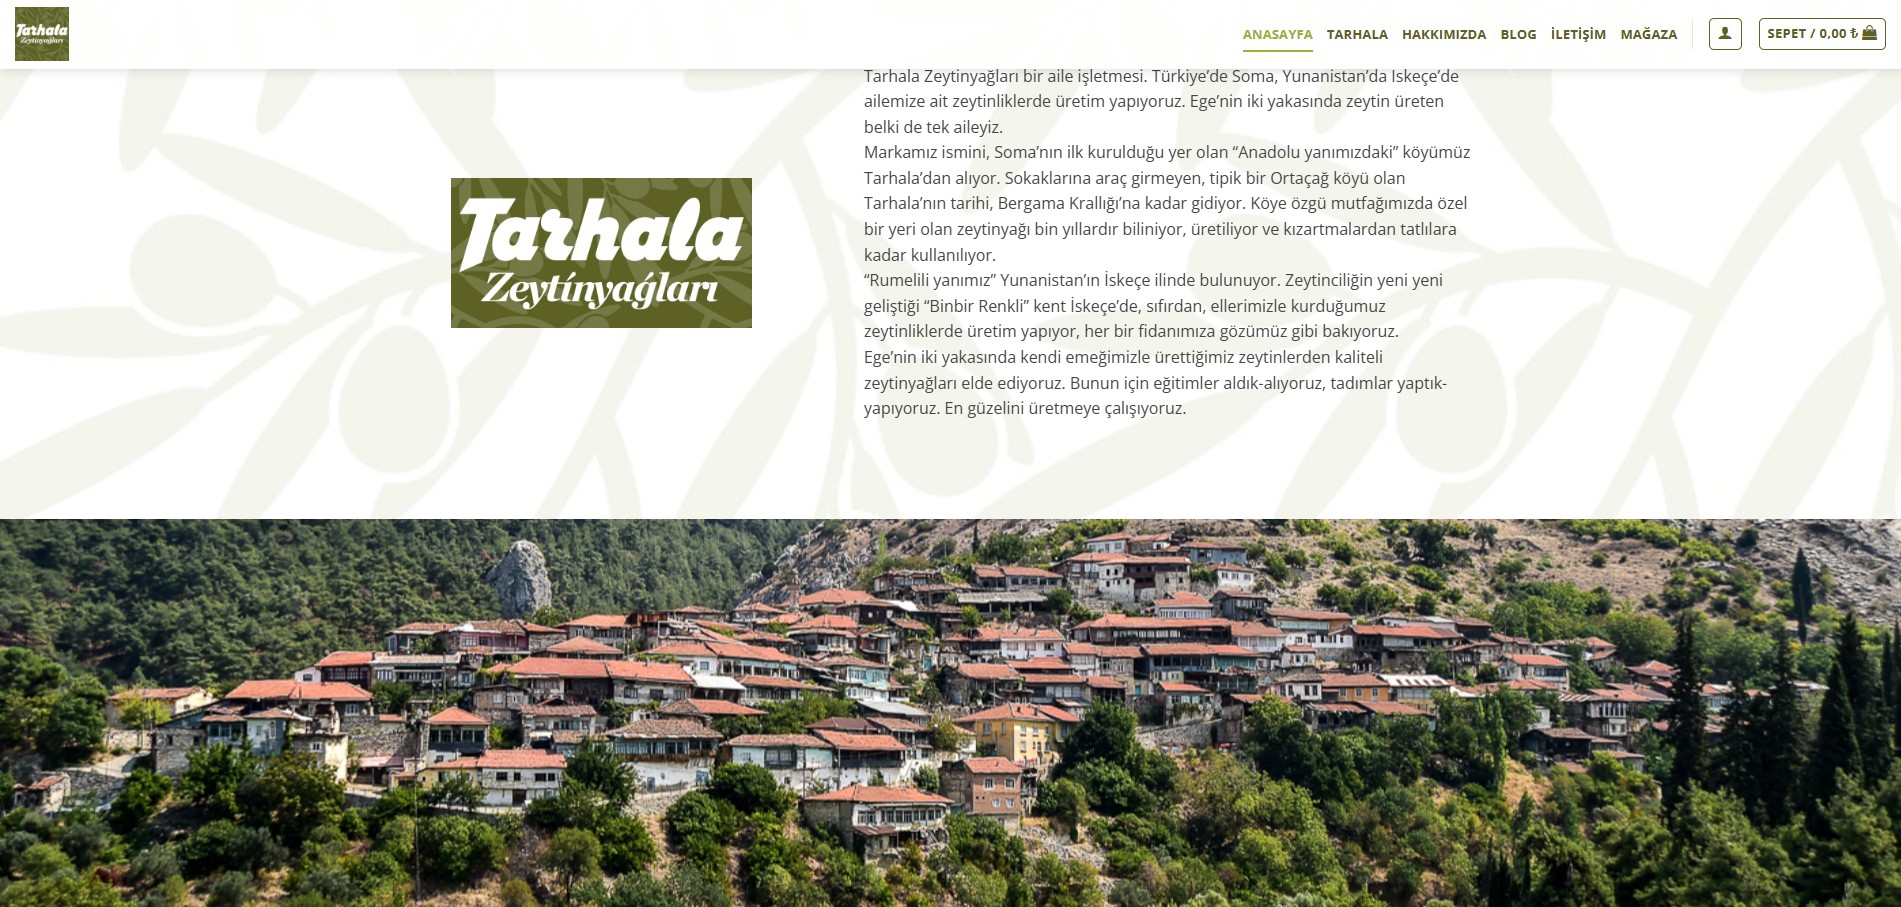 Tarhala
Zeytinyağları
ANASAYFA TARHALA HAKKIMIZDA BLOG İLETİŞİM MAĞAZA SEPET / 0,00 ₺
Tarhala Zeytinyağları bir aile işletmesi. Türkiye’de Soma, Yunanistan’da İskeçe’de
ailemize ait zeytinliklerde üretim yapıyoruz. Ege’nin iki yakasında zeytin üreten
belki de tek aileyiz.
Markamız ismini, Soma’nın ilk kurulduğu yer olan “Anadolu yanımızdaki” köyümüz
Tarhala’dan alıyor. Sokaklarına araç girmeyen, tipik bir Ortaçağ köyü olan
Tarhala’nın tarihi, Bergama Krallığı’na kadar gidiyor. Köye özgü mutfağımızda özel
bir yeri olan zeytinyağı bin yıllardır biliniyor, üretiliyor ve kızartmalardan tatlılara
kadar kullanılıyor.
“Rumelili yanımız” Yunanistan’ın İskeçe ilinde bulunuyor. Zeytinciliğin yeni yeni
geliştiği “Binbir Renkli” kent İskeçe’de, sıfırdan, ellerimizle kurduğumuz
zeytinliklerde üretim yapıyor, her bir fidanımıza gözümüz gibi bakıyoruz.
Ege’nin iki yakasında kendi emeğimizle ürettiğimiz zeytinlerden kaliteli
zeytinyağları elde ediyoruz. Bunun için eğitimler aldık-alıyoruz, tadımlar yaptık-
yapıyoruz. En güzelini üretmeye çalışıyoruz.
Tarhala
Zeytínyaǵları